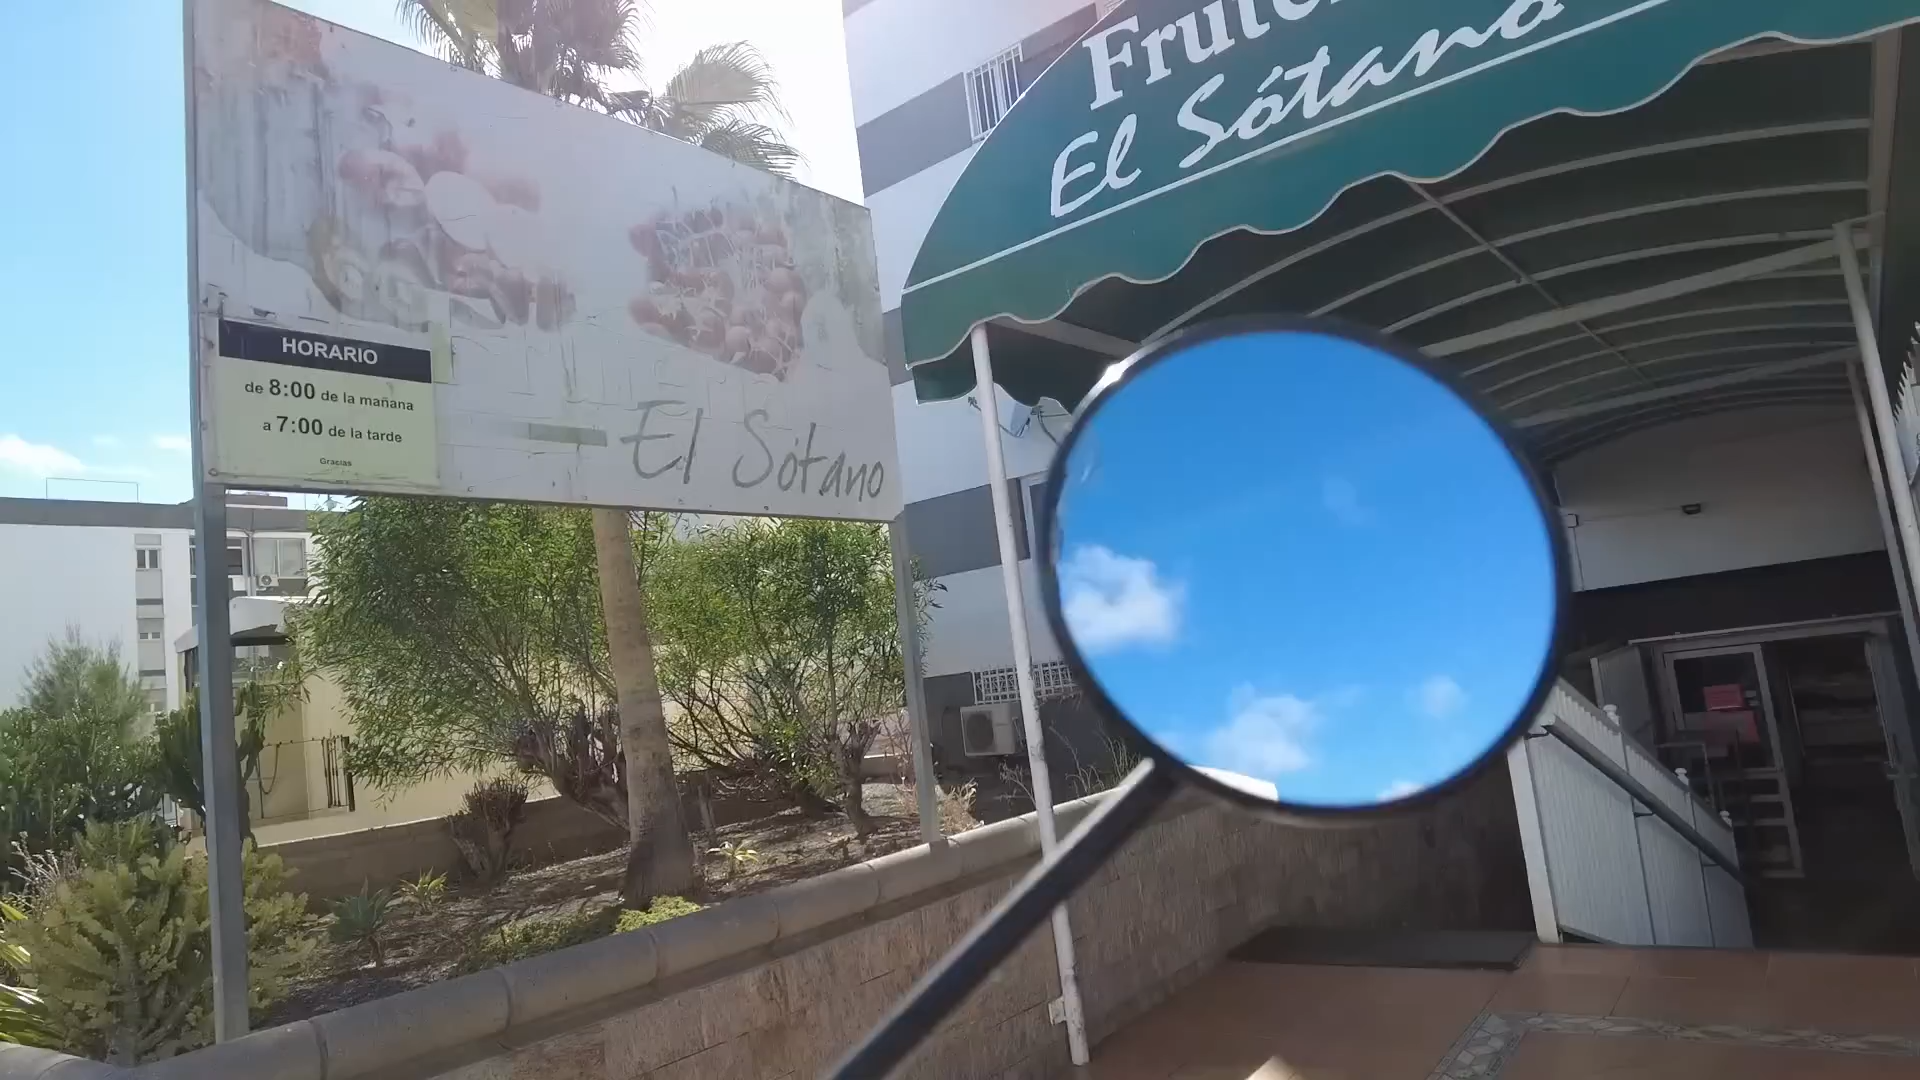 HORARIO
de 8:00 de la mañana
a 7:00 de la tarde
Gracias
El Sótano
El Sótano